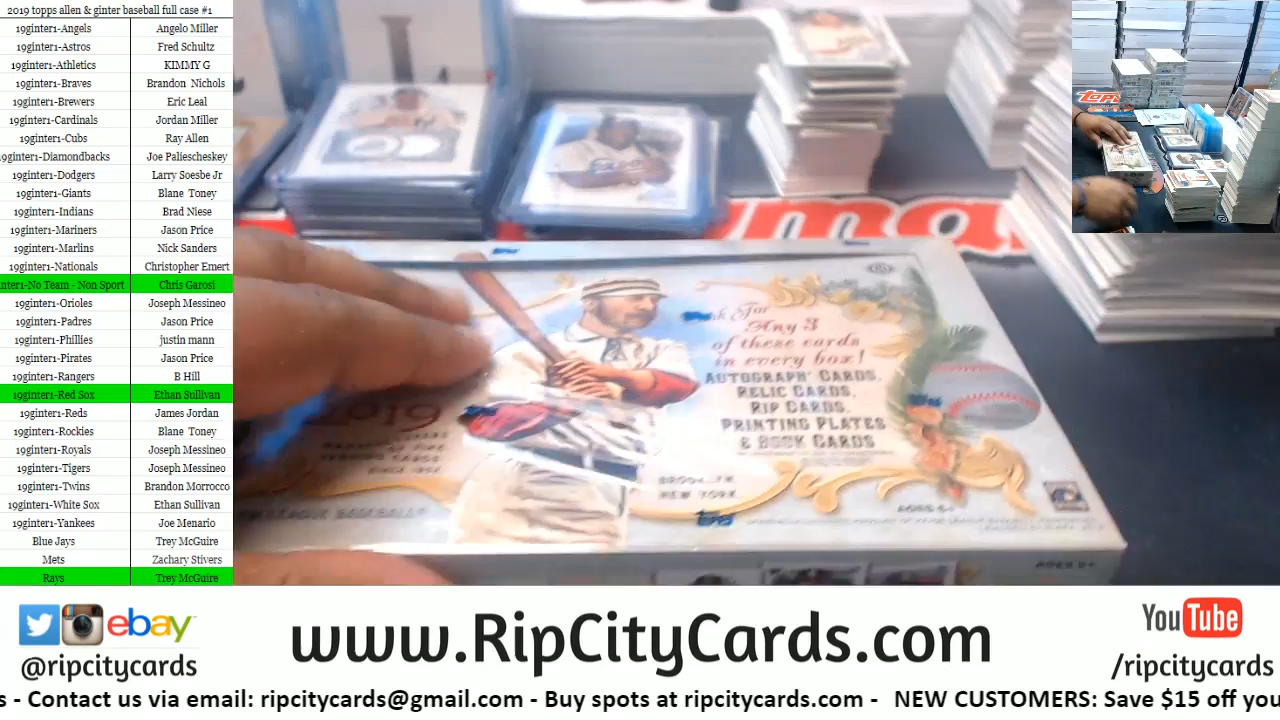 2019 topps allen & ginter baseball full case #1
19ginter1-Angels Angelo Miller
19ginter1-Astros Fred Schultz
19ginter1-Athletics KIMMY G
19ginter1-Braves Brandon Nichols
19ginter1-Brewers Eric Leal
19ginter1-Cardinals Jordan Miller
19ginter1-Cubs Ray Allen
9ginter1-Diamondbacks Joe Paliescheskey
19ginter1-Dodgers Larry Soesbe Jr
19ginter1-Giants Blane Toney
19ginter1-Indians Brad Niese
19ginter1-Mariners Jason Price
19ginter1-Marlins Nick Sanders
19ginter1-Nationals Christopher Emert
nter1-No Team - Non Sport Chris Garosi
19ginter1-Orioles Joseph Messineo
19ginter1-Padres Jason Price
19ginter1-Phillies justin mann
19ginter1-Pirates Jason Price
19ginter1-Rangers B Hill
19ginter1-Red Sox Ethan Sullivan
19ginter1-Reds James Jordan
19ginter1-Rockies Blane Toney
19ginter1-Royals Joseph Messineo
19ginter1-Tigers Joseph Messineo
19ginter1-Twins Brandon Morrocco
19ginter1-White Sox Ethan Sullivan
19ginter1-Yankees Joe Menario
Blue Jays Trey McGuire
Mets Zachary Stivers
Rays Trey McGuire
For
Any 3
of these cards
in every box!
AUTOGRAPH CARDS,
RELIC CARDS,
RIP CARDS,
PRINTING PLATES
& BOOK CARDS
2019
NEW YORK
AGES 6+
topps
ebay
@ripcitycards
www.RipCityCards.com
YouTube
/ripcitycards
s - Contact us via email: ripcitycards@gmail.com - Buy spots at ripcitycards.com - NEW CUSTOMERS: Save $15 off you